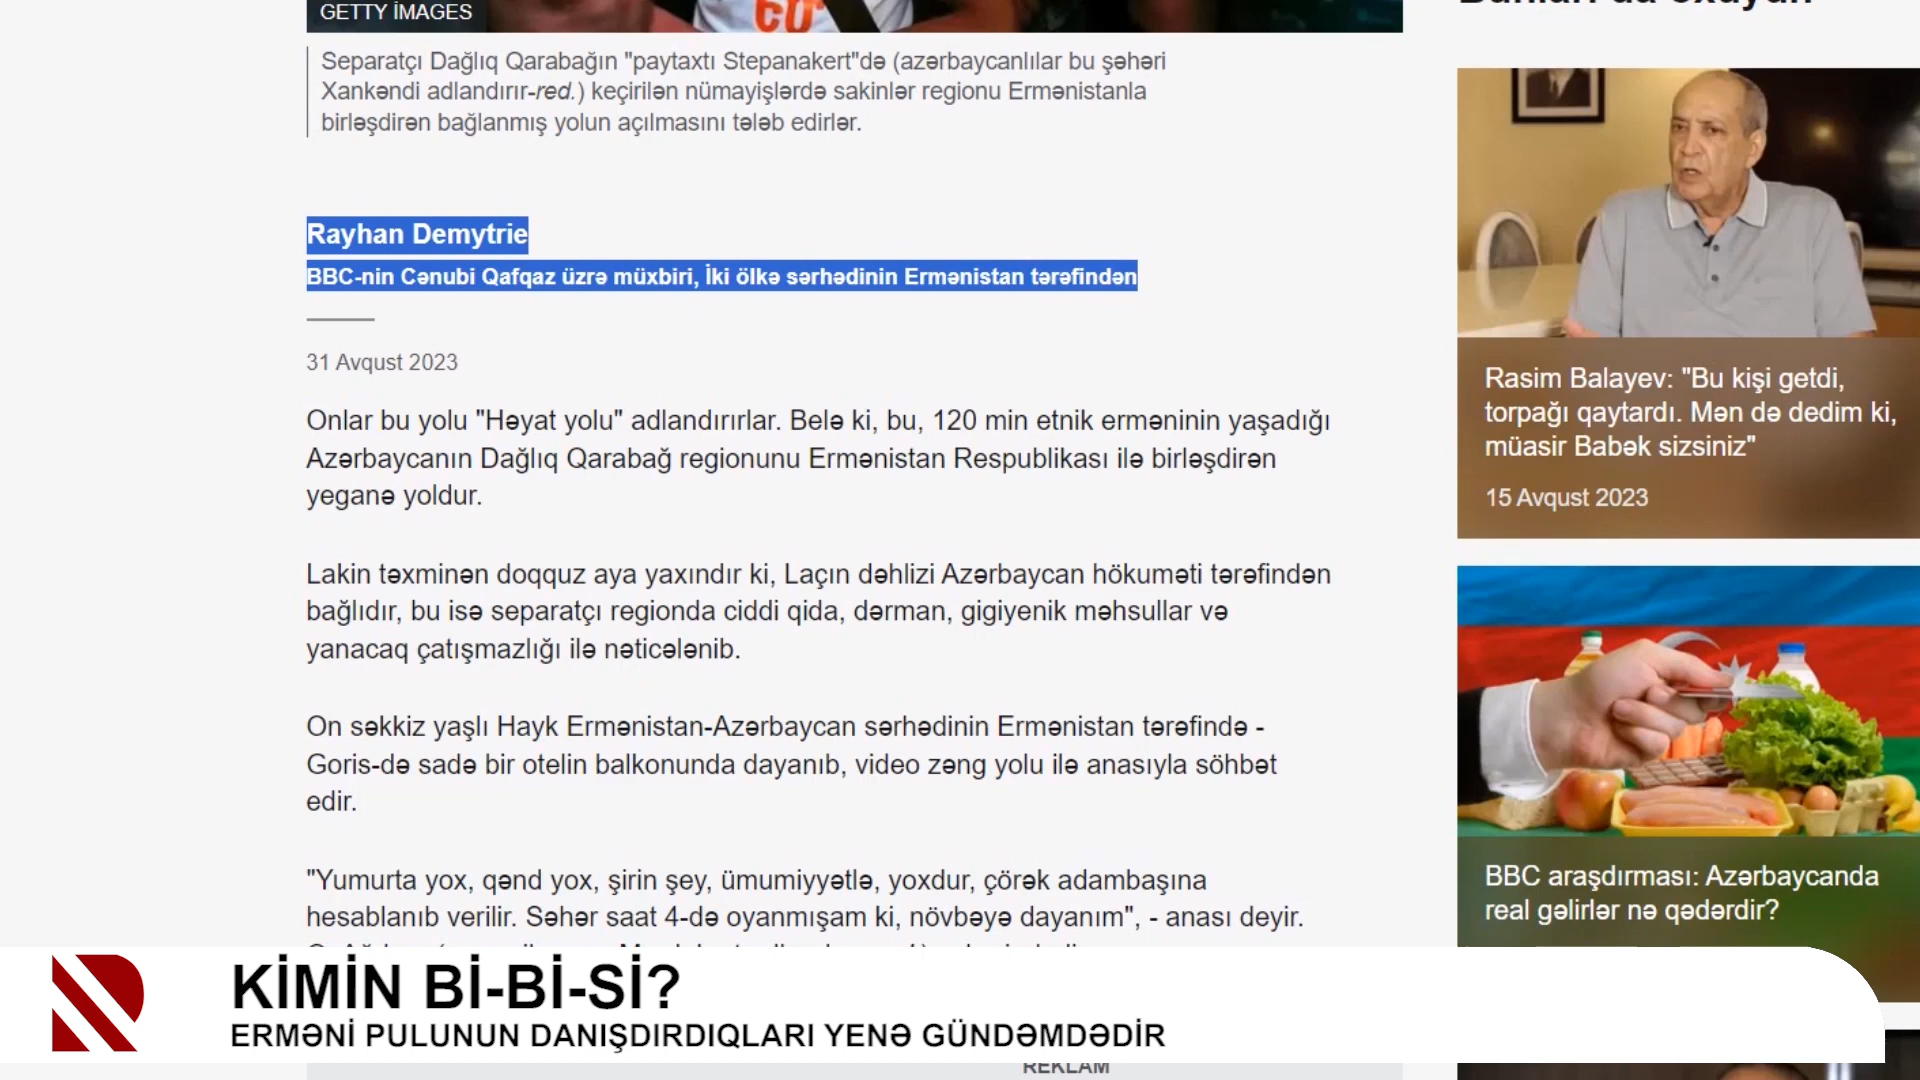 GETTY İMAGES
Separatçı Dağlıq Qarabağın "paytaxtı Stepanakert"də (azərbaycanlılar bu şəhəri
Xankəndi adlandırır-red.) keçirilən nümayişlərdə sakinlər regionu Ermənistanla
birləşdirən bağlanmış yolun açılmasını tələb edirlər.
Rayhan Demytrie
BBC-nin Cənubi Qafqaz üzrə müxbiri, İki ölkə sərhədinin Ermənistan tərəfindən
31 Avqust 2023
Onlar bu yolu "Həyat yolu" adlandırırlar. Belə ki, bu, 120 min etnik erməninin yaşadığı
Azərbaycanın Dağlıq Qarabağ regionunu Ermənistan Respublikası ilə birləşdirən
yeganə yoldur.
Lakin təxminən doqquz aya yaxındır ki, Laçın dəhlizi Azərbaycan hökuməti tərəfindən
bağlıdır, bu isə separatçı regionda ciddi qida, dərman, gigiyenik məhsullar və
yanacaq çatışmazlığı ilə nəticələnib.
On səkkiz yaşlı Hayk Ermənistan-Azərbaycan sərhədinin Ermənistan tərəfində -
Goris-də sadə bir otelin balkonunda dayanıb, video zəng yolu ilə anasıyla söhbət
edir.
"Yumurta yox, qənd yox, şirin şey, ümumiyyətlə, yoxdur, çörək adambaşına
hesablanıb verilir. Səhər saat 4-də oyanmışam ki, növbəyə dayanım", - anası deyir.
Rasim Balayev: "Bu kişi getdi,
torpağı qaytardı. Mən də dedim ki,
müasir Babək sizsiniz"
15 Avqust 2023
BBC araşdırması: Azərbaycanda
real gəlirlər nə qədərdir?
KİMİN Bİ-Bİ-Sİ?
ERMƏNİ PULUNUN DANIŞDIRDIQLARI YENƏ GÜNDƏMDƏDİR
REKLAM